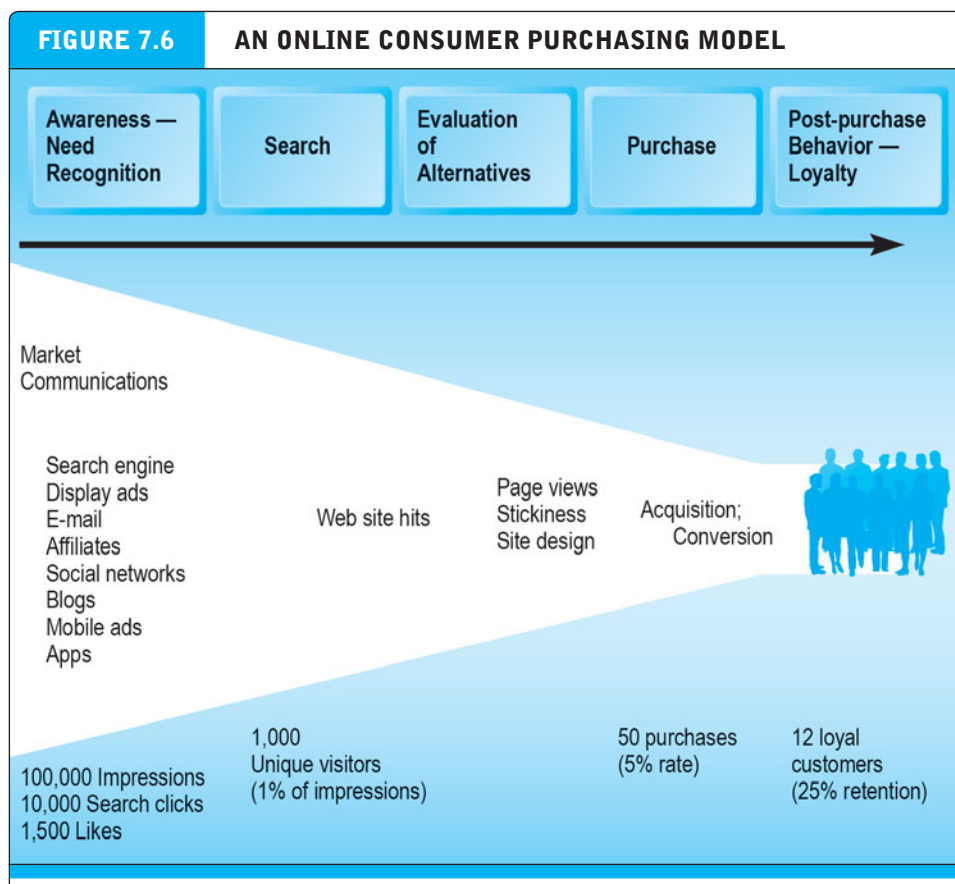 FIGURE 7.6
AN ONLINE CONSUMER PURCHASING MODEL
Awareness —
Need
Recognition
Search
Evaluation
of
Alternatives
Purchase
Post-purchase
Behavior —
Loyalty
Market
Communications
Search engine
Display ads
E-mail
Affiliates
Social networks
Blogs
Mobile ads
Apps
Web site hits
Page views
Stickiness
Site design
Acquisition;
Conversion
100,000 Impressions
10,000 Search clicks
1,500 Likes
1,000
Unique visitors
(1% of impressions)
50 purchases
(5% rate)
12 loyal
customers
(25% retention)